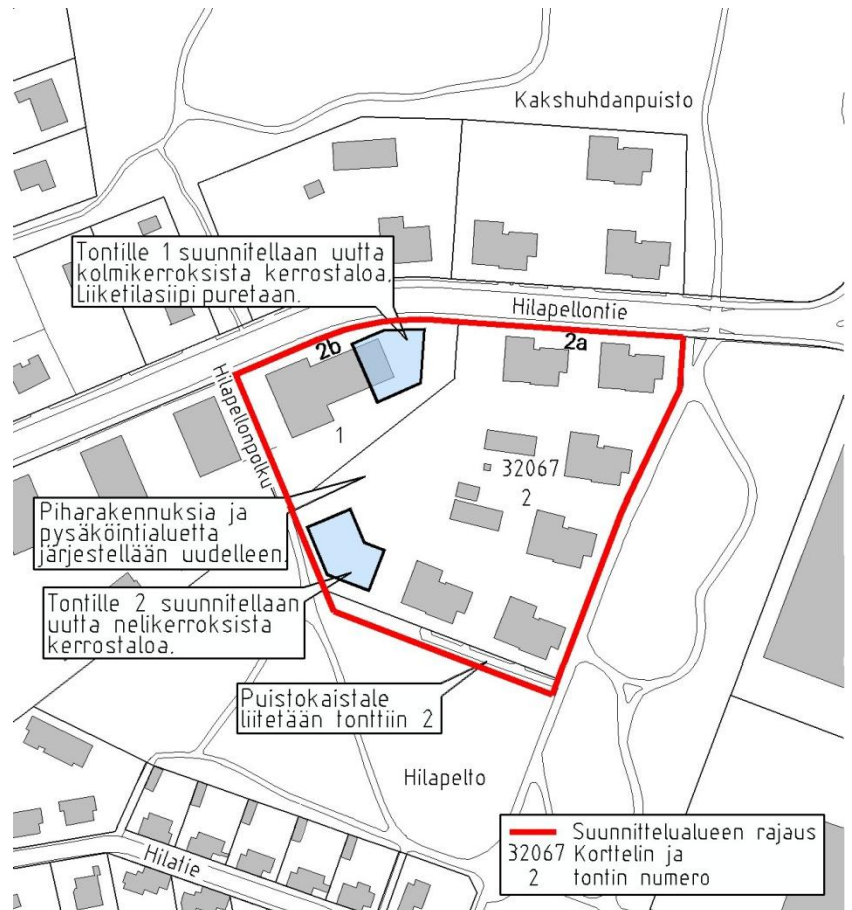 Kakshuhdanpuisto
Tontille 1 suunnitellaan uutta
kolmikerroksista kerrostaloa.
Liiketilasiipi puretaan.
Hilapellontie
2b
2a
Hilapellonpolku
1
32067
2
Piharakennuksia ja
pysäköintialuetta
järjestellään uudelleen.
Tontille 2 suunnitellaan
uutta nelikerroksista
kerrostaloa.
Puistokaistale
liitetään tonttiin 2
Hilapelto
Hilatie
Suunnittelualueen rajaus
32067 Korttelin ja
2 tontin numero